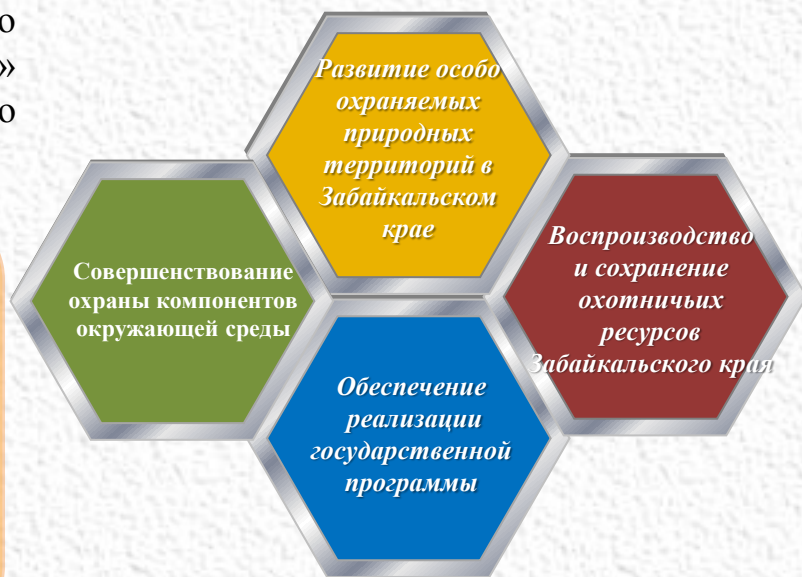 о
»
о
Развитие особо
охраняемых
природных
территорий в
Забайкальском
крае
Совершенствование
охраны компонентов
окружающей среды
Воспроизводство
и сохранение
охотничьих
ресурсов
Забайкальского края
Обеспечение
реализации
государственной
программы